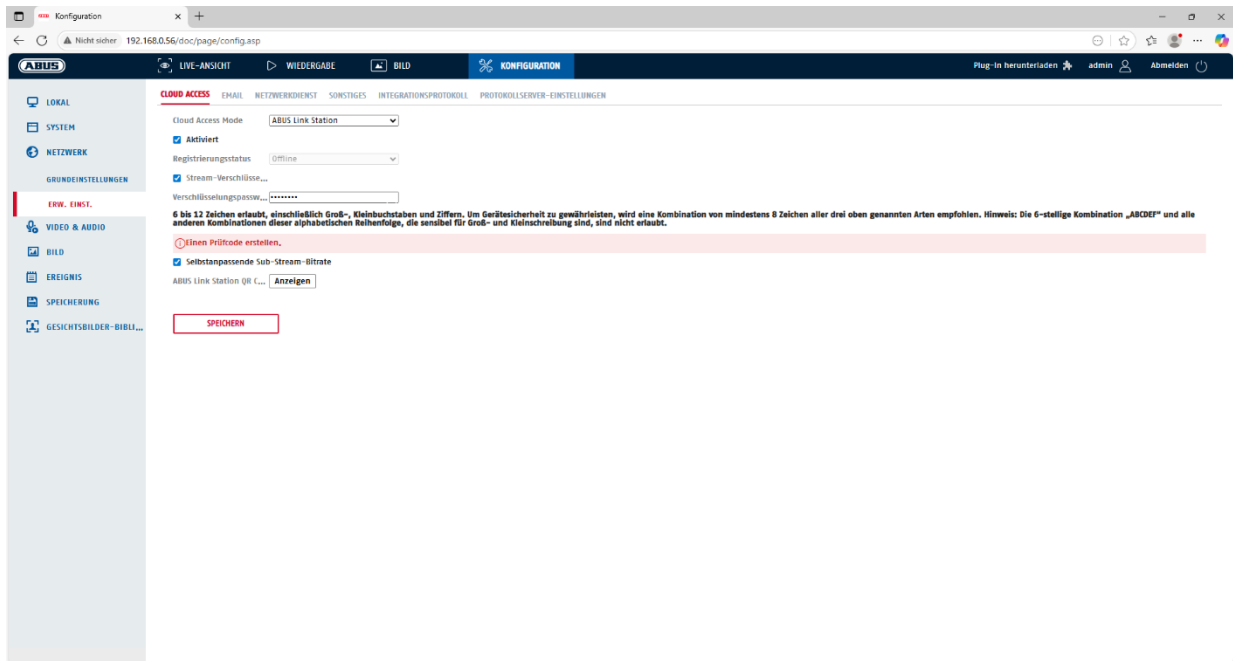 Konfiguration
Nicht sicher 192.168.0.56/doc/page/config.asp
ABUS LIVE-ANSICHT WIEDERGABE BILD KONFIGURATION Plug-In herunterladen admin Abmelden
LOKAL
SYSTEM
NETZWERK
GRUNDEINSTELLUNGEN
ERW. EINST.
VIDEO & AUDIO
BILD
EREIGNIS
SPEICHERUNG
GESICHTSBILDER-BIBLI...
CLOUD ACCESS EMAIL NETZWERKDIENST SONSTIGES INTEGRATIONSPROTOKOLL PROTOKOLLSERVER-EINSTELLUNGEN
Cloud Access Mode ABUS Link Station
Aktiviert
Registrierungsstatus Offline
Stream-Verschlüsse...
Verschlüsselungspassw... ••••••••
6 bis 12 Zeichen erlaubt, einschließlich Groß-, Kleinbuchstaben und Ziffern. Um Gerätesicherheit zu gewährleisten, wird eine Kombination von mindestens 8 Zeichen aller drei oben genannten Arten empfohlen. Hinweis: Die 6-stellige Kombination „ABCDEF" und alle
anderen Kombinationen dieser alphabetischen Reihenfolge, die sensibel für Groß- und Kleinschreibung sind, sind nicht erlaubt.
Einen Prüfcode erstellen.
Selbstanpassende Sub-Stream-Bitrate
ABUS Link Station QR C... Anzeigen
SPEICHERN